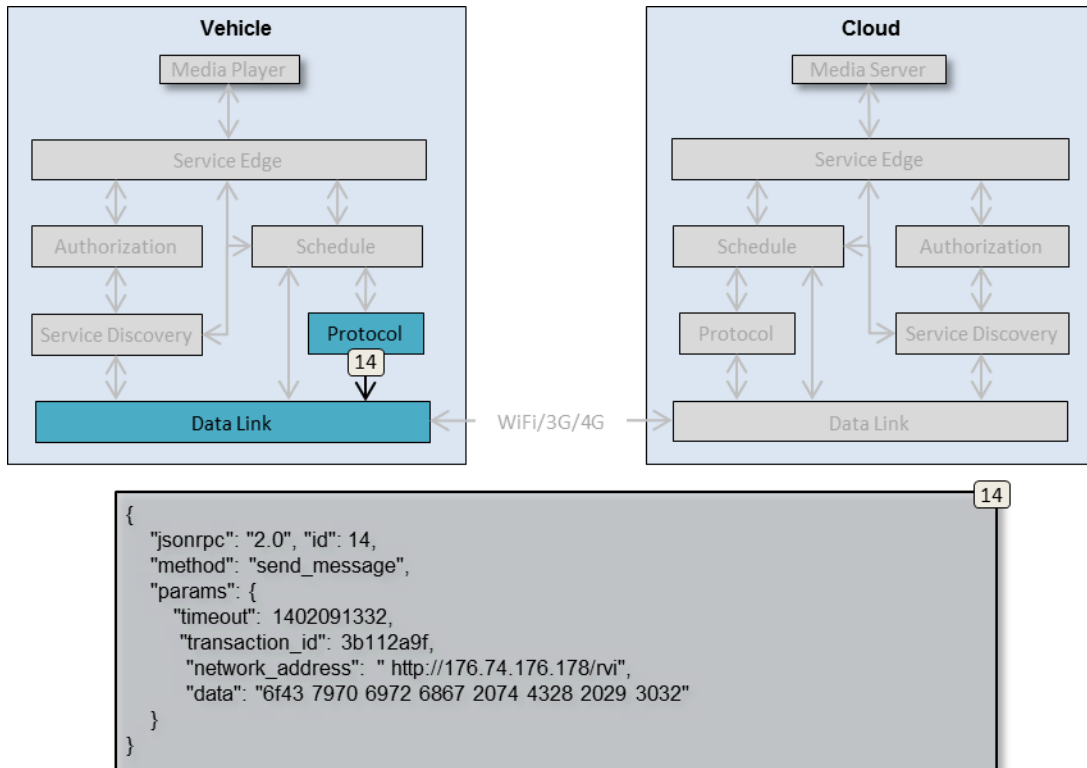 Vehicle
Media Player
Service Edge
Authorization
Schedule
Service Discovery
Protocol
14
Data Link
WiFi/3G/4G
Cloud
Media Server
Service Edge
Schedule
Authorization
Protocol
Service Discovery
Data Link
14
{
"jsonrpc": "2.0", "id": 14,
"method": "send_message",
"params": {
"timeout": 1402091332,
"transaction_id": 3b112a9f,
"network_address": " http://176.74.176.178/rvi",
"data": "6f43 7970 6972 6867 2074 4328 2029 3032"
}
}